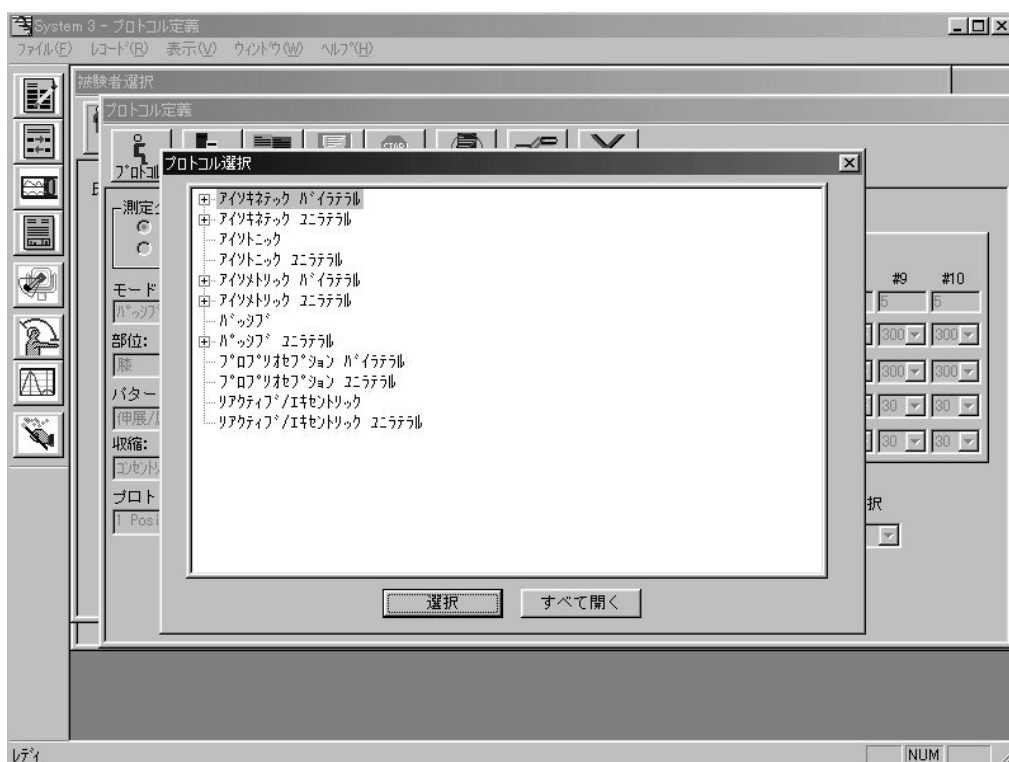 System 3 - プロトコル定義
ファイル(F) レコード(R) 表示(V) ウィンドウ(W) ヘルプ(H)
被験者選択
プロトコル定義
プロトコル
STOP
プロトコル選択
アイソキネテック バイラテラル
アイソキネテック ユニラテラル
アイソトニック
アイソトニック ユニラテラル
アイソメトリック バイラテラル
アイソメトリック ユニラテラル
パッシブ
パッシブ ユニラテラル
プロプリオセプション バイラテラル
プロプリオセプション ユニラテラル
リアクティブ/エキセントリック
リアクティブ/エキセントリック ユニラテラル
選択 すべて開く
測定
モード
パッシブ
部位:
膝
パター
伸展/
収縮:
コンセントリ
プロト
1 Posi
#9 #10
5 5
300 300
300 300
30 30
30 30
択
レディ NUM